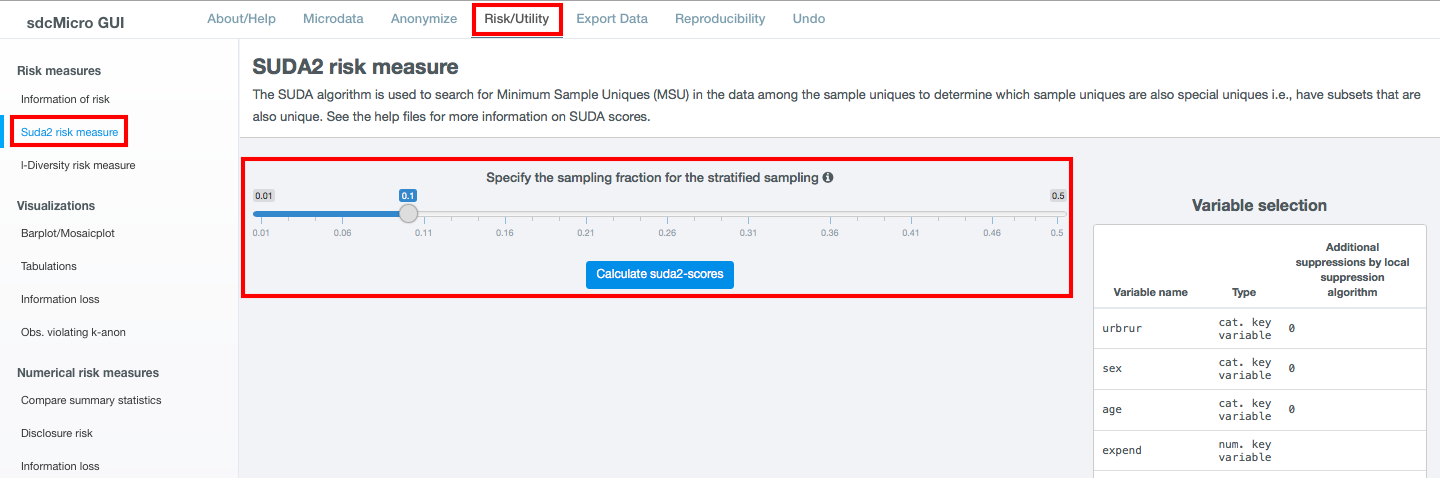 sdcMicro GUI
About/Help
Microdata
Anonymize
Risk/Utility
Export Data
Reproducibility
Undo
Risk measures
Information of risk
Suda2 risk measure
l-Diversity risk measure
Visualizations
Barplot/Mosaicplot
Tabulations
Information loss
Obs. violating k-anon
Numerical risk measures
Compare summary statistics
Disclosure risk
Information loss
SUDA2 risk measure
The SUDA algorithm is used to search for Minimum Sample Uniques (MSU) in the data among the sample uniques to determine which sample uniques are also special uniques i.e., have subsets that are
also unique. See the help files for more information on SUDA scores.
Specify the sampling fraction for the stratified sampling
0.01 0.1 0.5
0.01 0.06 0.11 0.16 0.21 0.26 0.31 0.36 0.41 0.46 0.5
Calculate suda2-scores
Variable selection
Variable name
Type
Additional
suppressions by local
suppression
algorithm
urbrur
cat. key
variable
0
sex
cat. key
variable
0
age
cat. key
variable
0
expend
num. key
variable